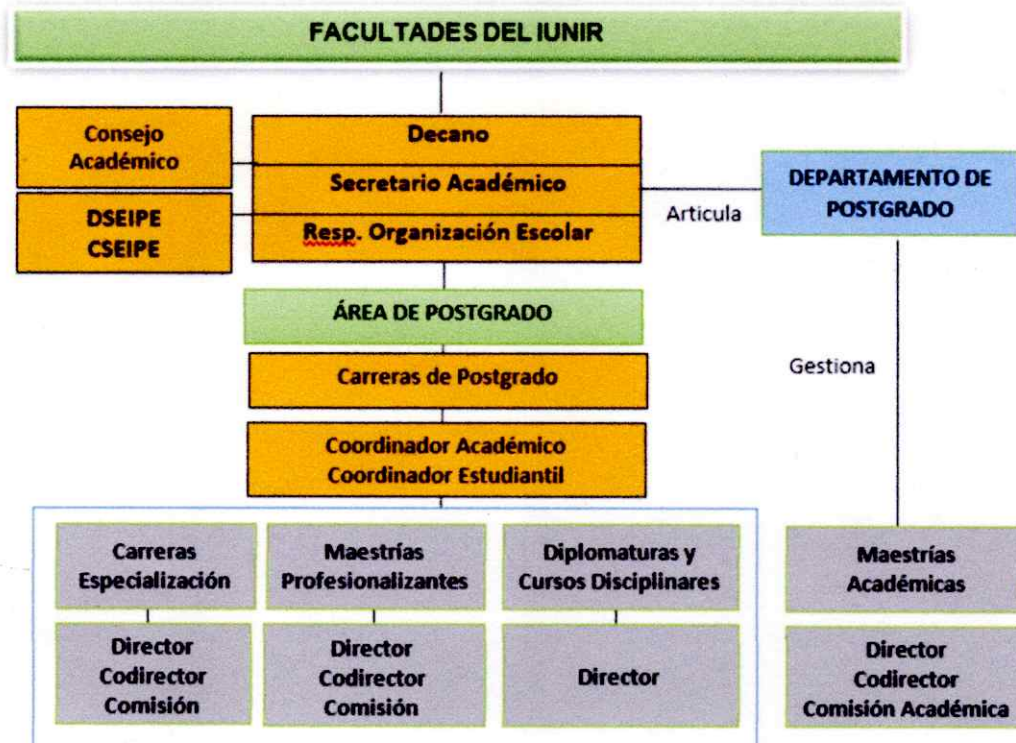 FACULTADES DEL IUNIR
Consejo
Académico
DSEIPE
CSEIPE
Decano
Secretario Académico
Resp. Organización Escolar
Articula
DEPARTAMENTO DE
POSTGRADO
ÁREA DE POSTGRADO
Gestiona
Carreras de Postgrado
Coordinador Académico
Coordinador Estudiantil
Carreras
Especialización
Maestrías
Profesionalizantes
Diplomaturas y
Cursos Disciplinares
Maestrías
Académicas
Director
Codirector
Comisión
Director
Codirector
Comisión
Director
Director
Codirector
Comisión Académica